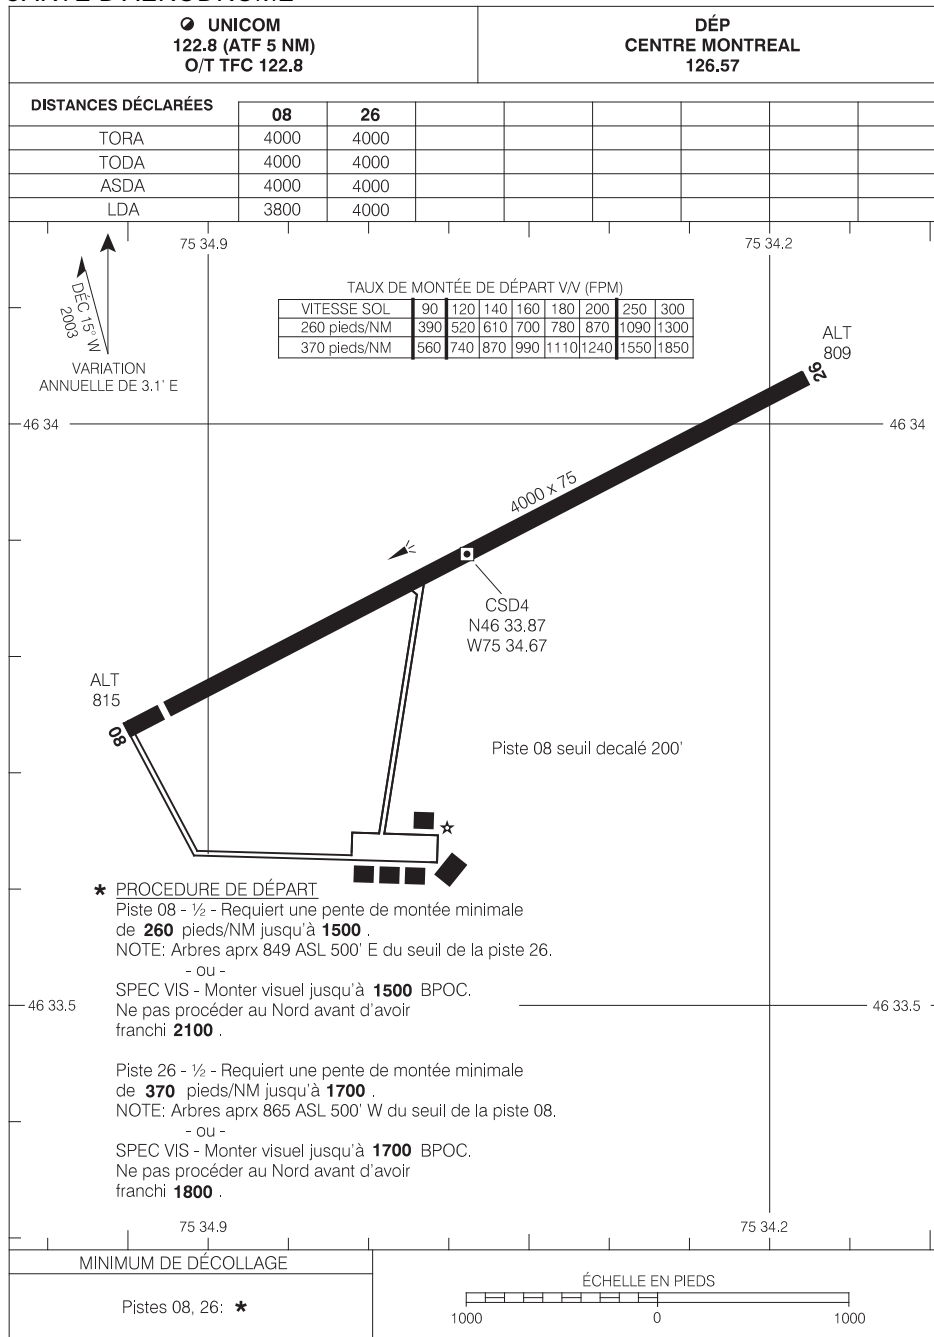 UNICOM
122.8 (ATF 5 NM)
O/T TFC 122.8
DÉP
CENTRE MONTREAL
126.57
DISTANCES DÉCLARÉES
08 26
TORA 4000 4000
TODA 4000 4000
ASDA 4000 4000
LDA 3800 4000
75 34.9
75 34.2
DÉC 15° W
2003
VARIATION
ANNUELLE DE 3.1' E
TAUX DE MONTÉE DE DÉPART V/V (FPM)
VITESSE SOL 90 120 140 160 180 200 250 300
260 pieds/NM 390 520 610 700 780 870 1090 1300
370 pieds/NM 560 740 870 990 1110 1240 1550 1850
ALT
809
26
46 34
46 34
4000 x 75
CSD4
N46 33.87
W75 34.67
ALT
815
08
Piste 08 seuil decalé 200'
* PROCEDURE DE DÉPART
Piste 08 - ½ - Requiert une pente de montée minimale
de 260 pieds/NM jusqu'à 1500 .
NOTE: Arbres aprx 849 ASL 500' E du seuil de la piste 26.
- ou -
SPEC VIS - Monter visuel jusqu'à 1500 BPOC.
Ne pas procéder au Nord avant d'avoir
franchi 2100 .
46 33.5
46 33.5
Piste 26 - ½ - Requiert une pente de montée minimale
de 370 pieds/NM jusqu'à 1700 .
NOTE: Arbres aprx 865 ASL 500' W du seuil de la piste 08.
- ou -
SPEC VIS - Monter visuel jusqu'à 1700 BPOC.
Ne pas procéder au Nord avant d'avoir
franchi 1800 .
75 34.9
75 34.2
MINIMUM DE DÉCOLLAGE
Pistes 08, 26: *
ÉCHELLE EN PIEDS
1000 0 1000